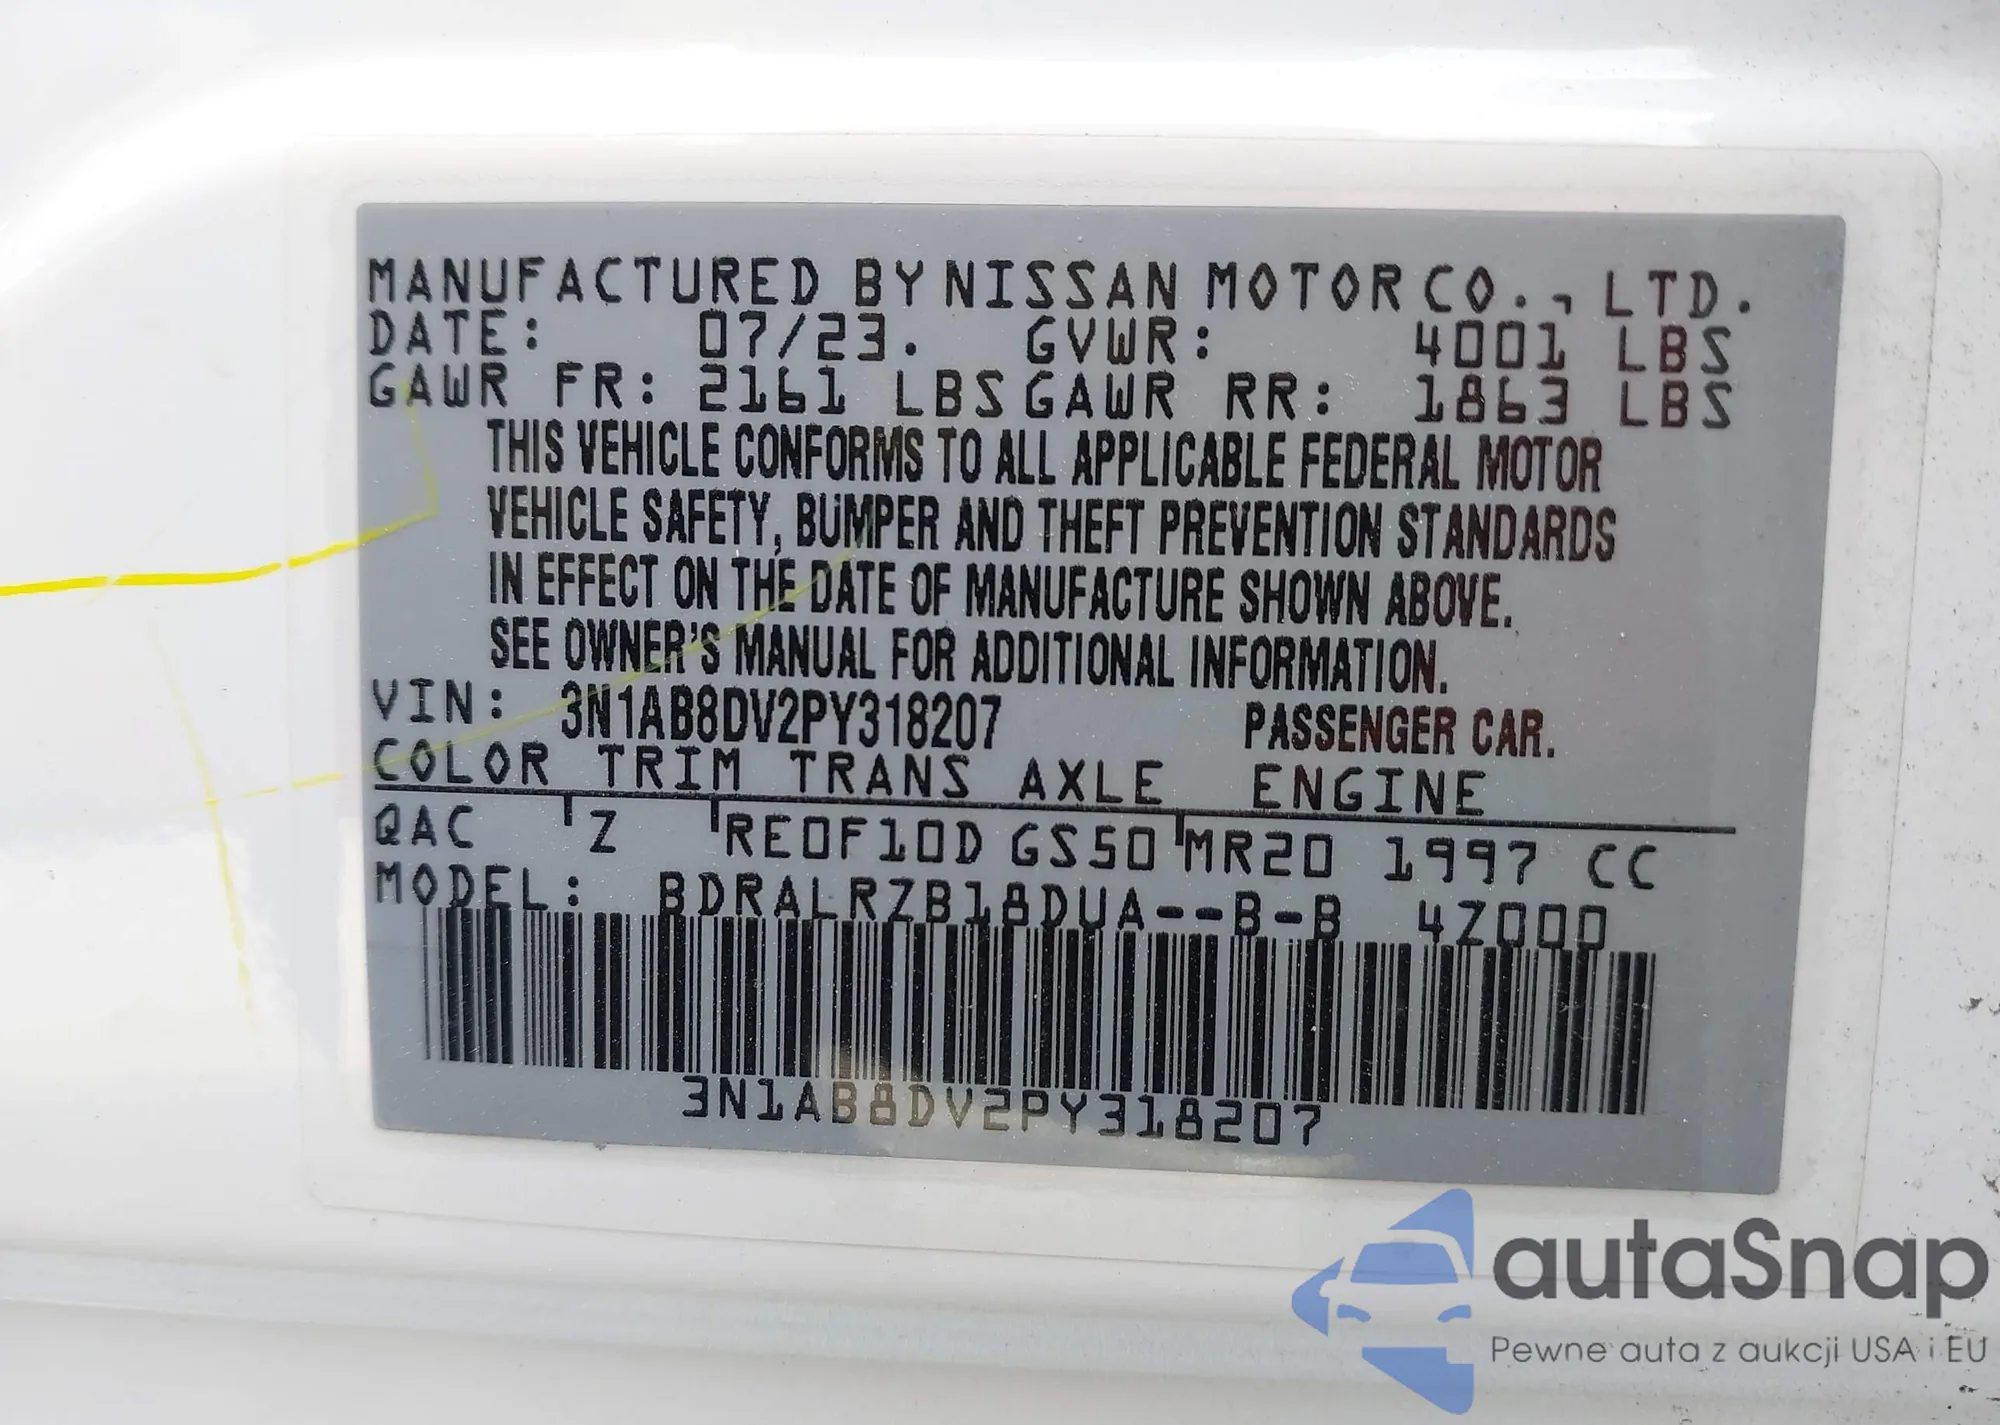 MANUFACTURED BY NISSAN MOTOR CO., LTD.
DATE: 07/23. GVWR: 4001 LBS
GAWR FR: 2161 LBS GAWR RR: 1863 LBS
THIS VEHICLE CONFORMS TO ALL APPLICABLE FEDERAL MOTOR
VEHICLE SAFETY, BUMPER AND THEFT PREVENTION STANDARDS
IN EFFECT ON THE DATE OF MANUFACTURE SHOWN ABOVE.
SEE OWNER'S MANUAL FOR ADDITIONAL INFORMATION.
VIN: 3N1AB8DV2PY318207 PASSENGER CAR.
COLOR TRIM TRANS AXLE ENGINE
QAC Z RE0F10D GS50 MR20 1997 CC
MODEL: BDRALRZB18DUA--B-B 4Z000
3N1AB8DV2PY318207
autaSnap
Pewne auta z aukcji USA i EU